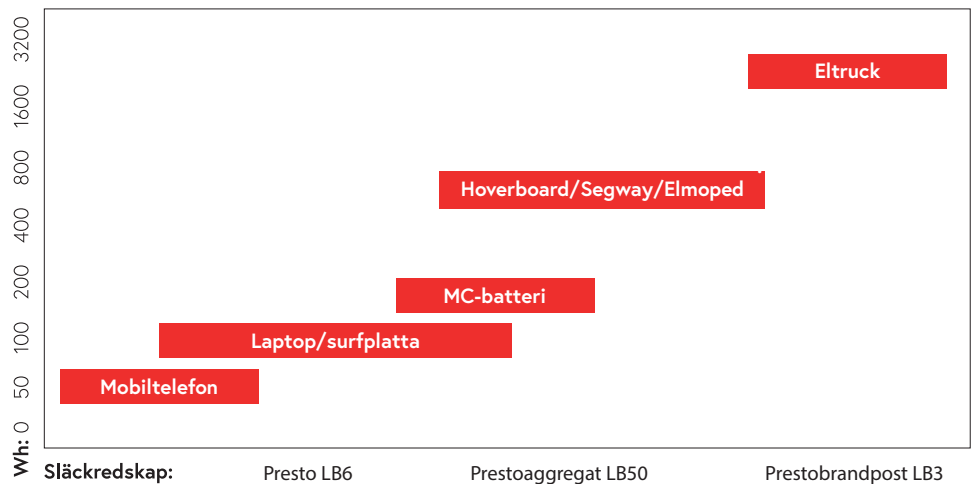 3200
1600
800
400
200
100
50
Wh: 0
Eltruck
Hoverboard/Segway/Elmoped
MC-batteri
Laptop/surfplatta
Mobiltelefon
Släckredskap: Presto LB6 Prestoaggregat LB50 Prestobrandpost LB3